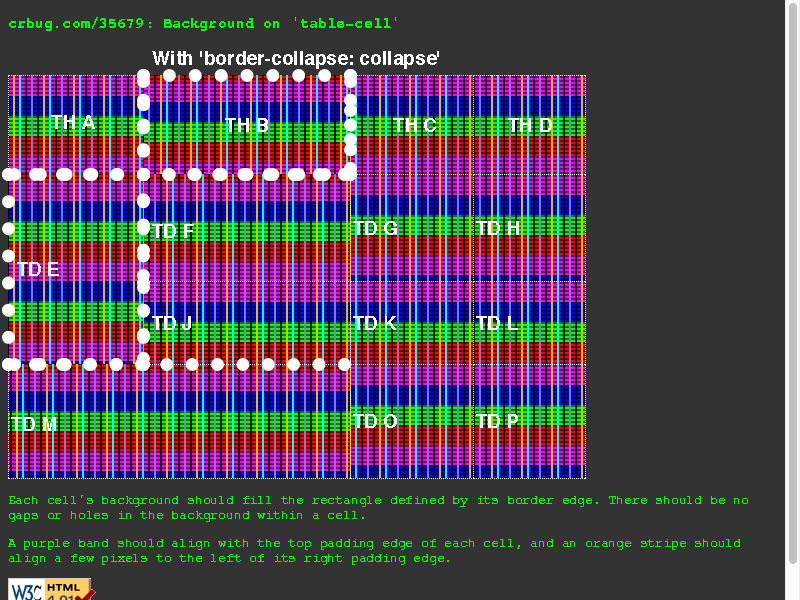 crbug.com/35679: Background on 'table-cell'
With 'border-collapse: collapse'
TH A TH B TH C TH D
TD F TD G TD H
TD E
TD J TD K TD L
TD M TD O TD P
Each cell's background should fill the rectangle defined by its border edge. There should be no
gaps or holes in the background within a cell.
A purple band should align with the top padding edge of each cell, and an orange stripe should
align a few pixels to the left of its right padding edge.
W3C HTML
4.01